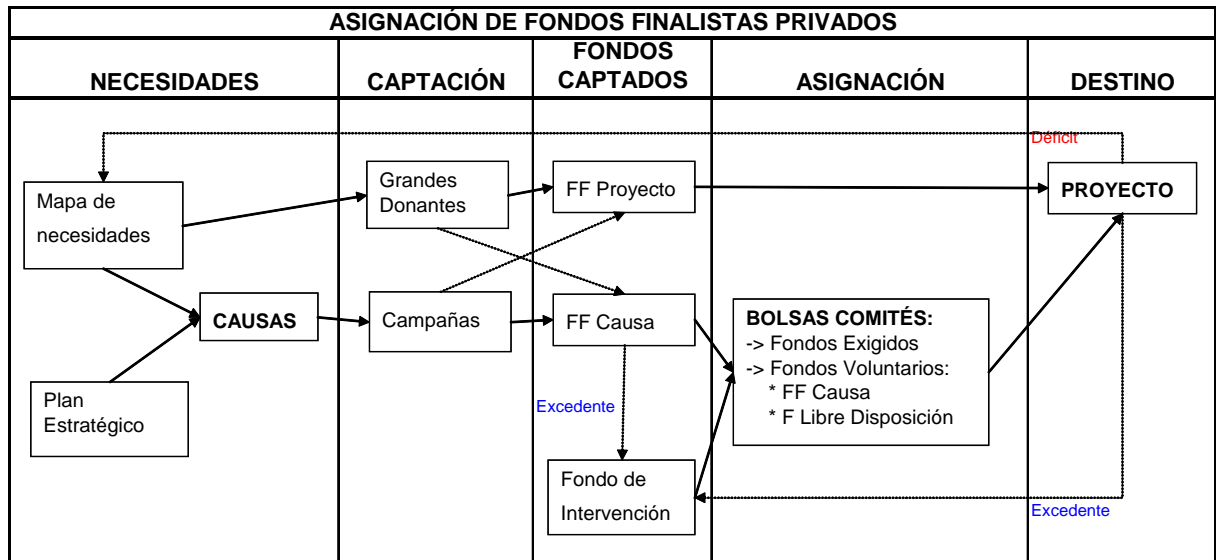 ASIGNACIÓN DE FONDOS FINALISTAS PRIVADOS
NECESIDADES
CAPTACIÓN
FONDOS
CAPTADOS
ASIGNACIÓN
DESTINO
Déficit
Mapa de
necesidades
Grandes
Donantes
FF Proyecto
PROYECTO
CAUSAS
Campañas
FF Causa
BOLSAS COMITÉS:
-> Fondos Exigidos
-> Fondos Voluntarios:
* FF Causa
* F Libre Disposición
Plan
Estratégico
Excedente
Fondo de
Intervención
Excedente